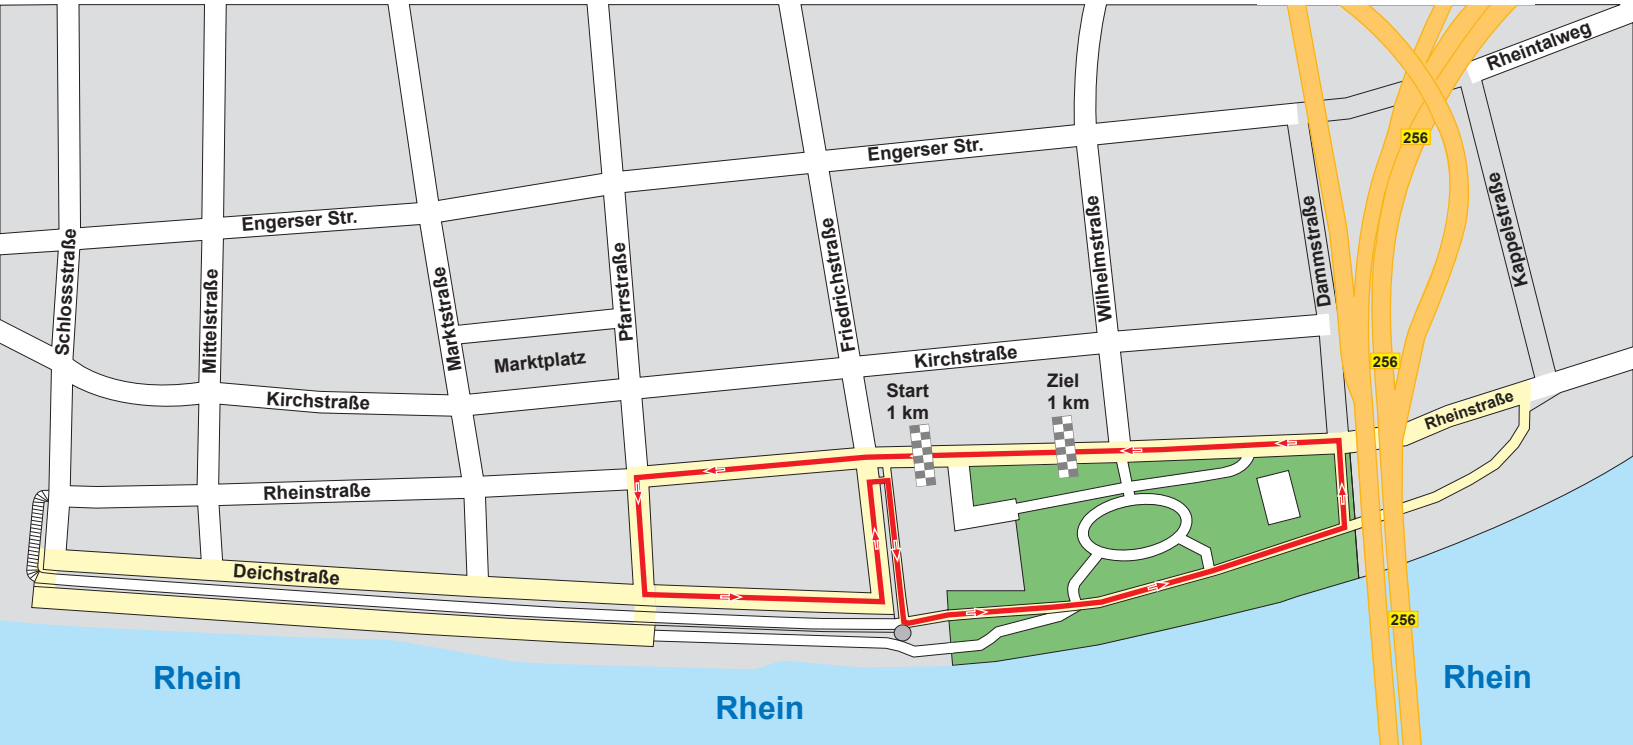 Rheintalweg
256
Engerser Str.
Engerser Str.
Schlossstraße
Mittelstraße
Marktstraße
Pfarrstraße
Friedrichstraße
Wilhelmstraße
Dammstraße
Kappelstraße
Marktplatz
Kirchstraße
256
Kirchstraße
Start
1 km
Ziel
1 km
Rheinstraße
Rheinstraße
Deichstraße
256
Rhein
Rhein
Rhein